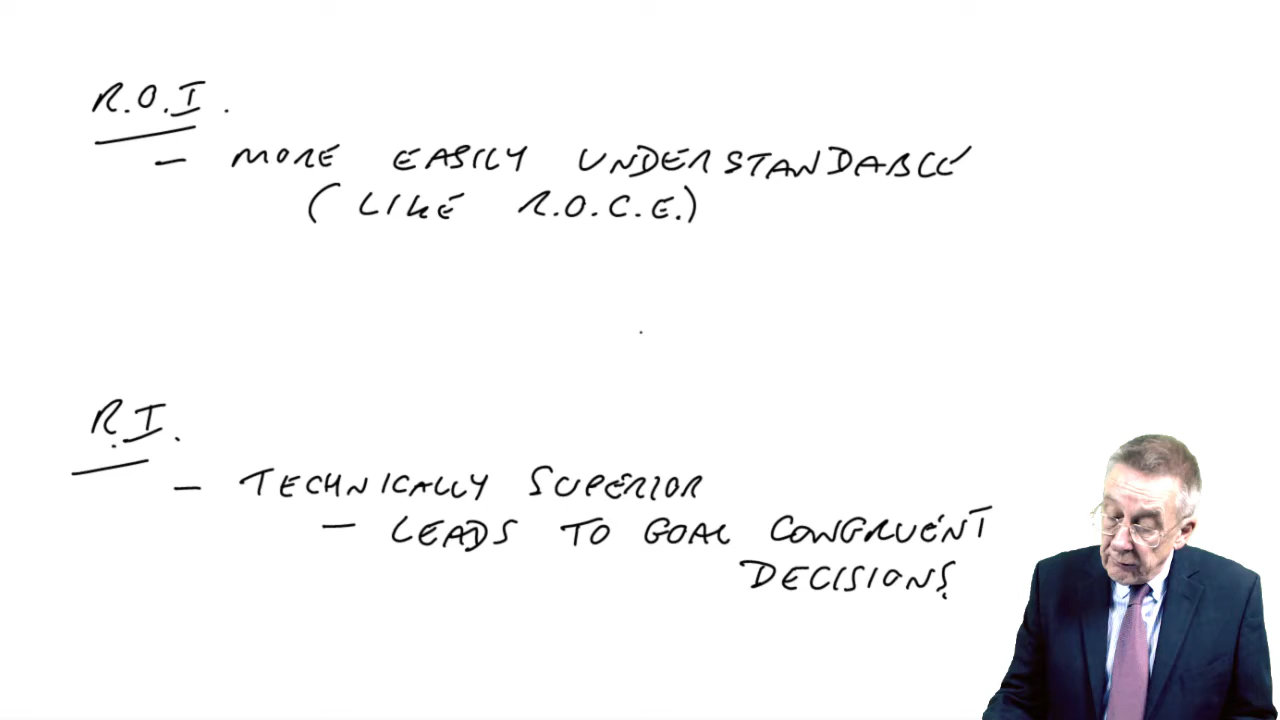 R.O.I.
- MORE EASILY UNDERSTANDABLE
(LIKE R.O.C.E.)
R.I.
- TECHNICALLY SUPERIOR
- LEADS TO GOAL CONGRUENT
DECISIONS.